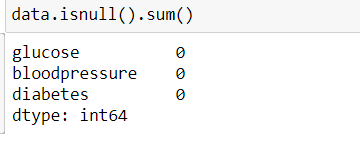 data.isnull().sum()
glucose 0
bloodpressure 0
diabetes 0
dtype: int64